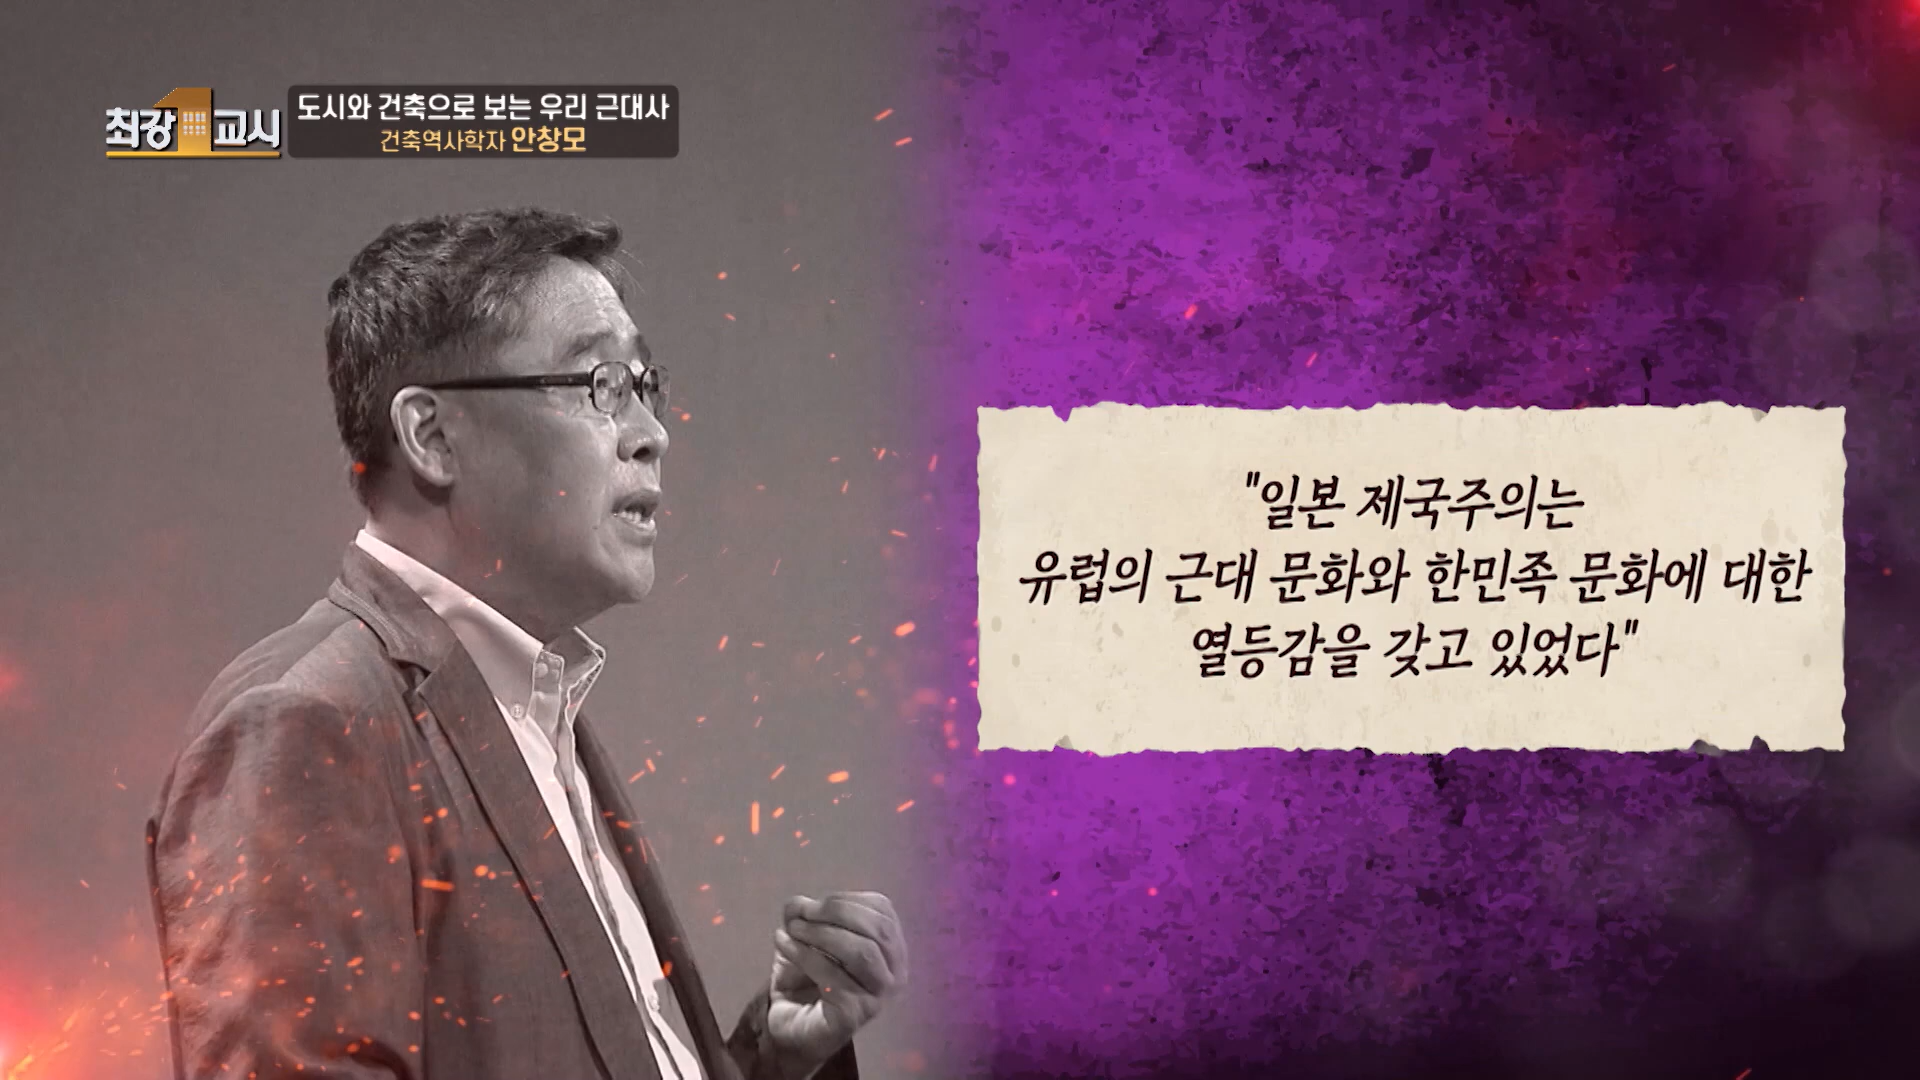 최강1교시
도시와 건축으로 보는 우리 근대사
건축역사학자 안창모
"일본 제국주의는
유럽의 근대 문화와 한민족 문화에 대한
열등감을 갖고 있었다"